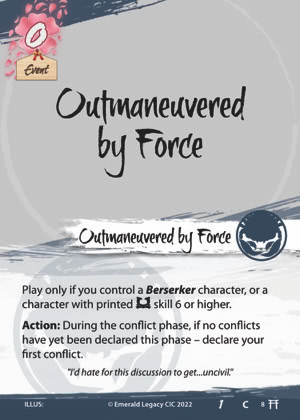 0
Event
Outmaneuvered
by Force
Outmaneuvered by Force
Play only if you control a Berserker character, or a
character with printed skill 6 or higher.
Action: During the conflict phase, if no conflicts
have yet been declared this phase – declare your
first conflict.
"I'd hate for this discussion to get...uncivil."
ILLUS: © Emerald Legacy CIC 2022 1 C 8